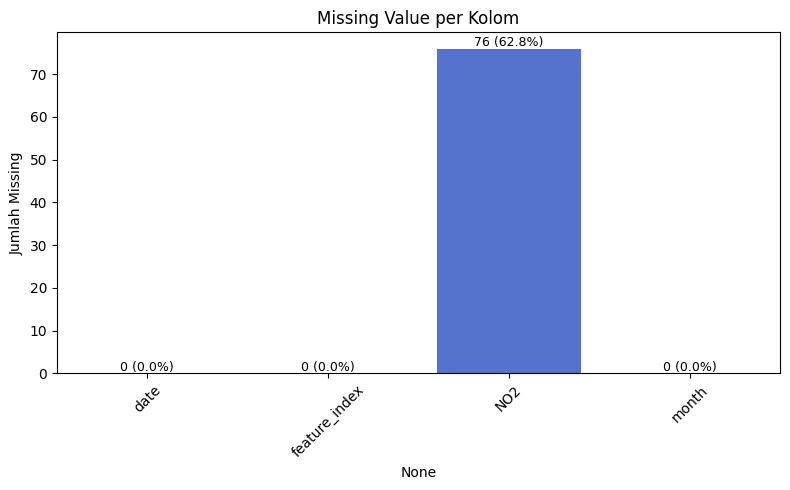 Missing Value per Kolom
Jumlah Missing
70
60
50
40
30
20
10
0
76 (62.8%)
0 (0.0%) 0 (0.0%) 0 (0.0%)
date feature_index NO2 month
None